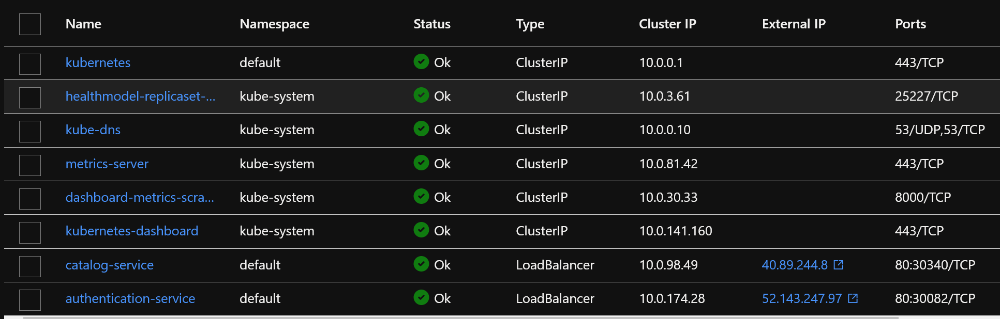 Name Namespace Status Type Cluster IP External IP Ports
kubernetes default Ok ClusterIP 10.0.0.1 443/TCP
healthmodel-replicaset-... kube-system Ok ClusterIP 10.0.3.61 25227/TCP
kube-dns kube-system Ok ClusterIP 10.0.0.10 53/UDP,53/TCP
metrics-server kube-system Ok ClusterIP 10.0.81.42 443/TCP
dashboard-metrics-scra... kube-system Ok ClusterIP 10.0.30.33 8000/TCP
kubernetes-dashboard kube-system Ok ClusterIP 10.0.141.160 443/TCP
catalog-service default Ok LoadBalancer 10.0.98.49 40.89.244.8 80:30340/TCP
authentication-service default Ok LoadBalancer 10.0.174.28 52.143.247.97 80:30082/TCP